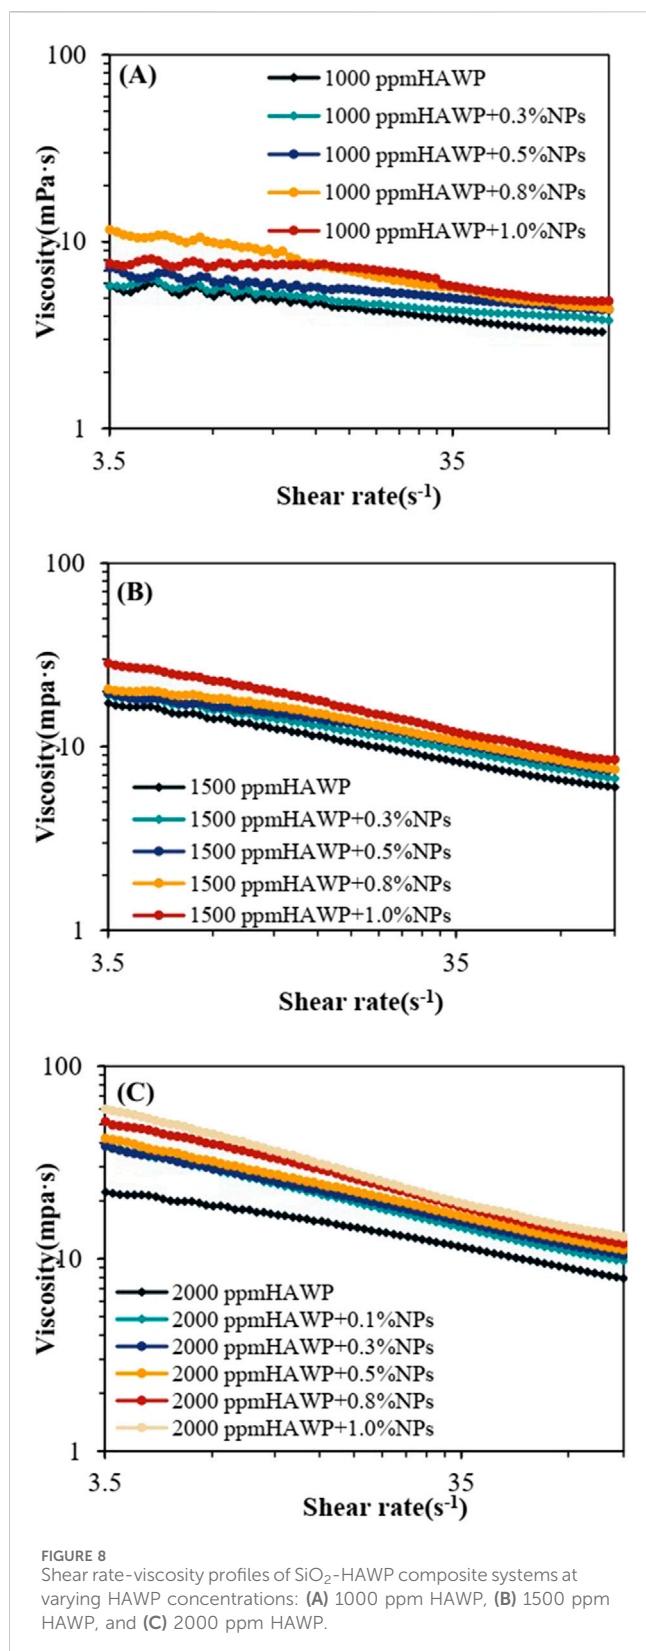 100
(A)
1000 ppmHAWP
1000 ppmHAWP+0.3%NPs
1000 ppmHAWP+0.5%NPs
1000 ppmHAWP+0.8%NPs
1000 ppmHAWP+1.0%NPs
Viscosity(mPa·s)
10
1
3.5
35
Shear rate(s⁻¹)
100
(B)
Viscosity(mpa·s)
10
1500 ppmHAWP
1500 ppmHAWP+0.3%NPs
1500 ppmHAWP+0.5%NPs
1500 ppmHAWP+0.8%NPs
1500 ppmHAWP+1.0%NPs
1
3.5
35
Shear rate(s⁻¹)
100
(C)
Viscosity(mpa·s)
10
2000 ppmHAWP
2000 ppmHAWP+0.1%NPs
2000 ppmHAWP+0.3%NPs
2000 ppmHAWP+0.5%NPs
2000 ppmHAWP+0.8%NPs
2000 ppmHAWP+1.0%NPs
1
3.5
35
Shear rate(s⁻¹)
FIGURE 8
Shear rate-viscosity profiles of SiO₂-HAWP composite systems at
varying HAWP concentrations: (A) 1000 ppm HAWP, (B) 1500 ppm
HAWP, and (C) 2000 ppm HAWP.